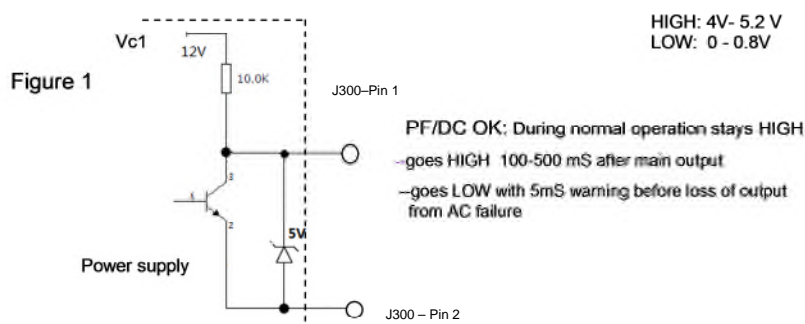 Figure 1
Vc1
12V
10.0K
J300–Pin 1
3
1
2
5V
Power supply
J300 – Pin 2
HIGH: 4V- 5.2 V
LOW: 0 - 0.8V
PF/DC OK: During normal operation stays HIGH
--goes HIGH 100-500 mS after main output
--goes LOW with 5mS warning before loss of output
from AC failure